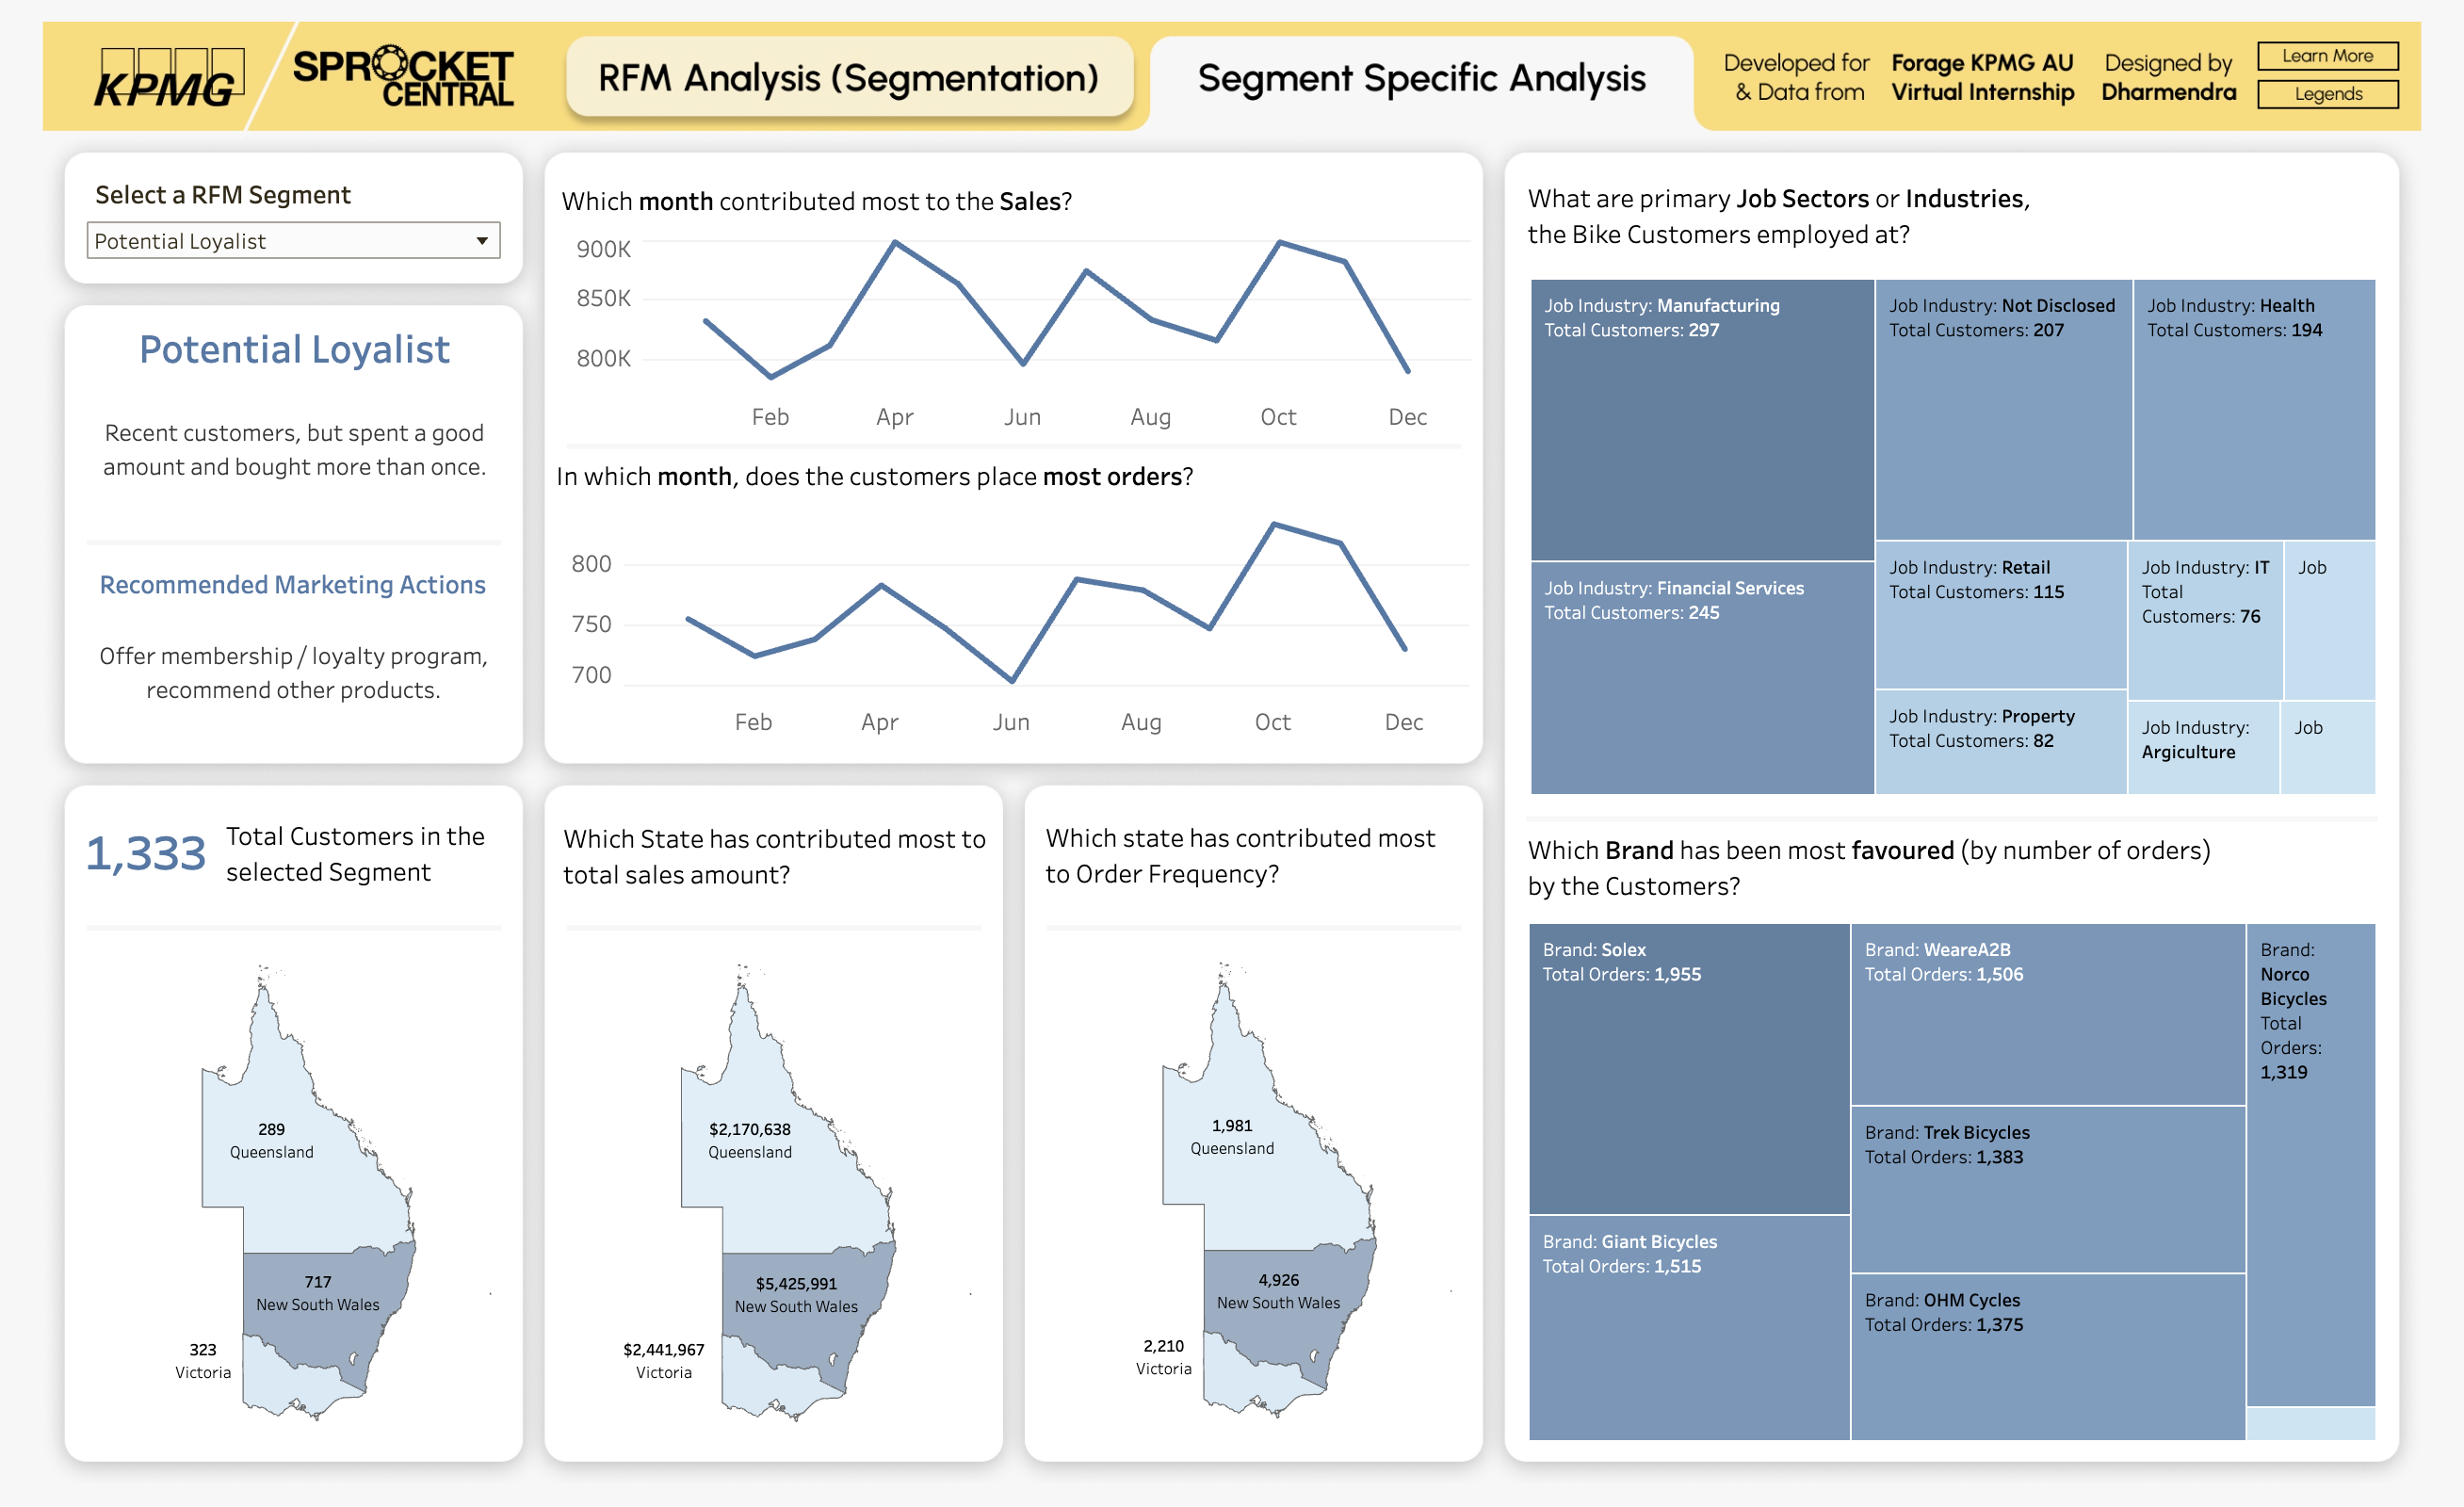 KPMG
SPROCKET
CENTRAL
RFM Analysis (Segmentation)
Segment Specific Analysis
Developed for
& Data from
Forage KPMG AU
Virtual Internship
Designed by
Dharmendra
Learn More
Legends
Select a RFM Segment
Potential Loyalist
Potential Loyalist
Recent customers, but spent a good
amount and bought more than once.
Recommended Marketing Actions
Offer membership / loyalty program,
recommend other products.
Which month contributed most to the Sales?
900K
850K
800K
Feb Apr Jun Aug Oct Dec
In which month, does the customers place most orders?
800
750
700
Feb Apr Jun Aug Oct Dec
What are primary Job Sectors or Industries,
the Bike Customers employed at?
Job Industry: Manufacturing
Total Customers: 297
Job Industry: Not Disclosed
Total Customers: 207
Job Industry: Health
Total Customers: 194
Job Industry: Financial Services
Total Customers: 245
Job Industry: Retail
Total Customers: 115
Job Industry: IT
Total
Customers: 76
Job
Job Industry: Property
Total Customers: 82
Job Industry:
Argiculture
Job
1,333
Total Customers in the
selected Segment
289
Queensland
717
New South Wales
323
Victoria
Which State has contributed most to
total sales amount?
$2,170,638
Queensland
$5,425,991
New South Wales
$2,441,967
Victoria
Which state has contributed most
to Order Frequency?
1,981
Queensland
4,926
New South Wales
2,210
Victoria
Which Brand has been most favoured (by number of orders)
by the Customers?
Brand: Solex
Total Orders: 1,955
Brand: WeareA2B
Total Orders: 1,506
Brand:
Norco
Bicycles
Total
Orders:
1,319
Brand: Trek Bicycles
Total Orders: 1,383
Brand: Giant Bicycles
Total Orders: 1,515
Brand: OHM Cycles
Total Orders: 1,375